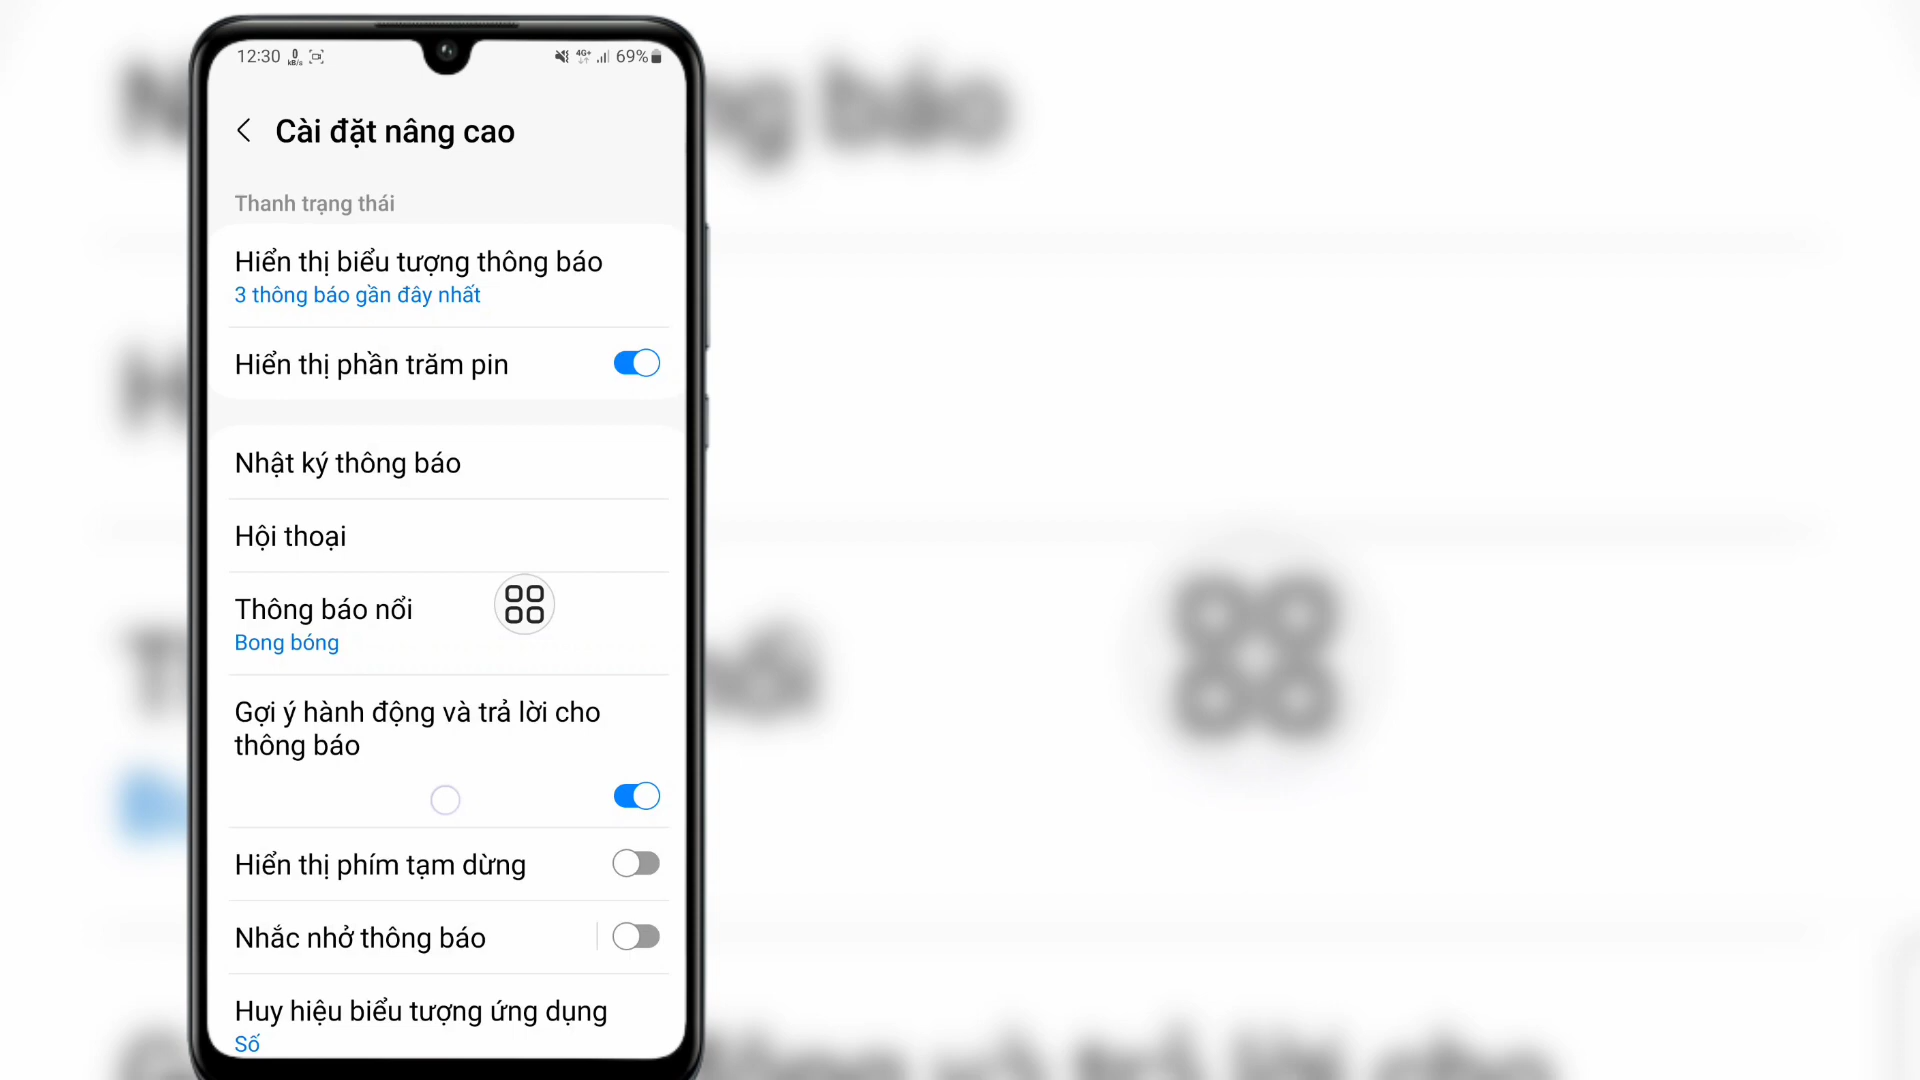 12:30 0 kB/s 4G+ 69%
Cài đặt nâng cao
Thanh trạng thái
Hiển thị biểu tượng thông báo
3 thông báo gần đây nhất
Hiển thị phần trăm pin
Nhật ký thông báo
Hội thoại
Thông báo nổi
Bong bóng
Gợi ý hành động và trả lời cho
thông báo
Hiển thị phím tạm dừng
Nhắc nhở thông báo
Huy hiệu biểu tượng ứng dụng
Số